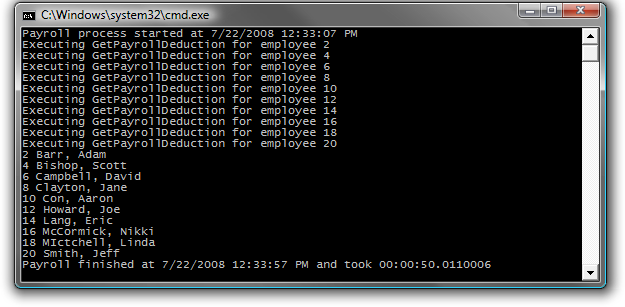 C:\Windows\system32\cmd.exe
Payroll process started at 7/22/2008 12:33:07 PM
Executing GetPayrollDeduction for employee 2
Executing GetPayrollDeduction for employee 4
Executing GetPayrollDeduction for employee 6
Executing GetPayrollDeduction for employee 8
Executing GetPayrollDeduction for employee 10
Executing GetPayrollDeduction for employee 12
Executing GetPayrollDeduction for employee 14
Executing GetPayrollDeduction for employee 16
Executing GetPayrollDeduction for employee 18
Executing GetPayrollDeduction for employee 20
2 Barr, Adam
4 Bishop, Scott
6 Campbell, David
8 Clayton, Jane
10 Con, Aaron
12 Howard, Joe
14 Lang, Eric
16 McCormick, Nikki
18 MIctchell, Linda
20 Smith, Jeff
Payroll finished at 7/22/2008 12:33:57 PM and took 00:00:50.0110006